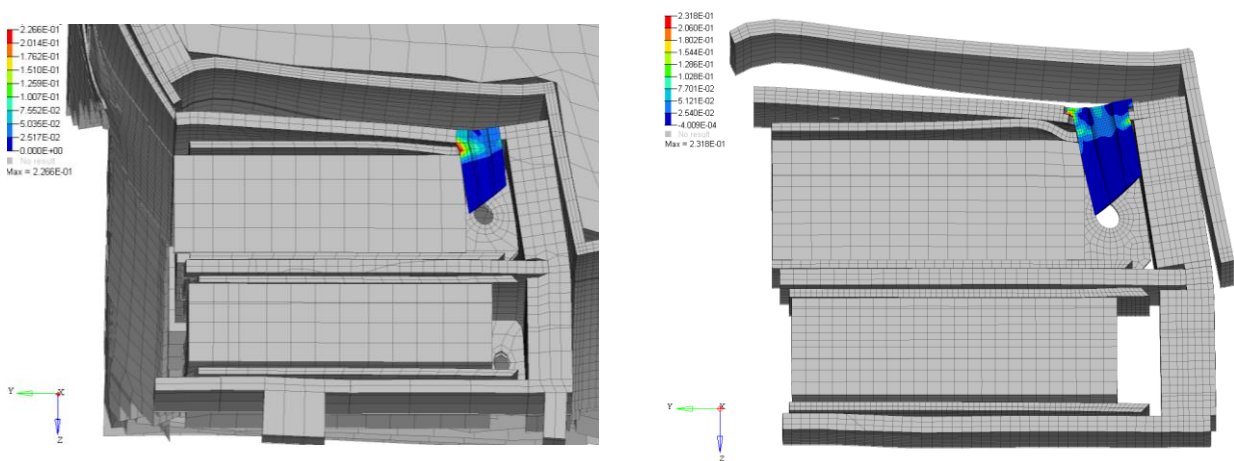 2.266E-01
2.014E-01
1.762E-01
1.510E-01
1.259E-01
1.007E-01
7.552E-02
5.035E-02
2.517E-02
0.000E+00
No result
Max = 2.266E-01
Y
X
Z
2.318E-01
2.060E-01
1.802E-01
1.544E-01
1.286E-01
1.028E-01
7.701E-02
5.121E-02
2.540E-02
-4.009E-04
No result
Max = 2.318E-01
Y
X
Z